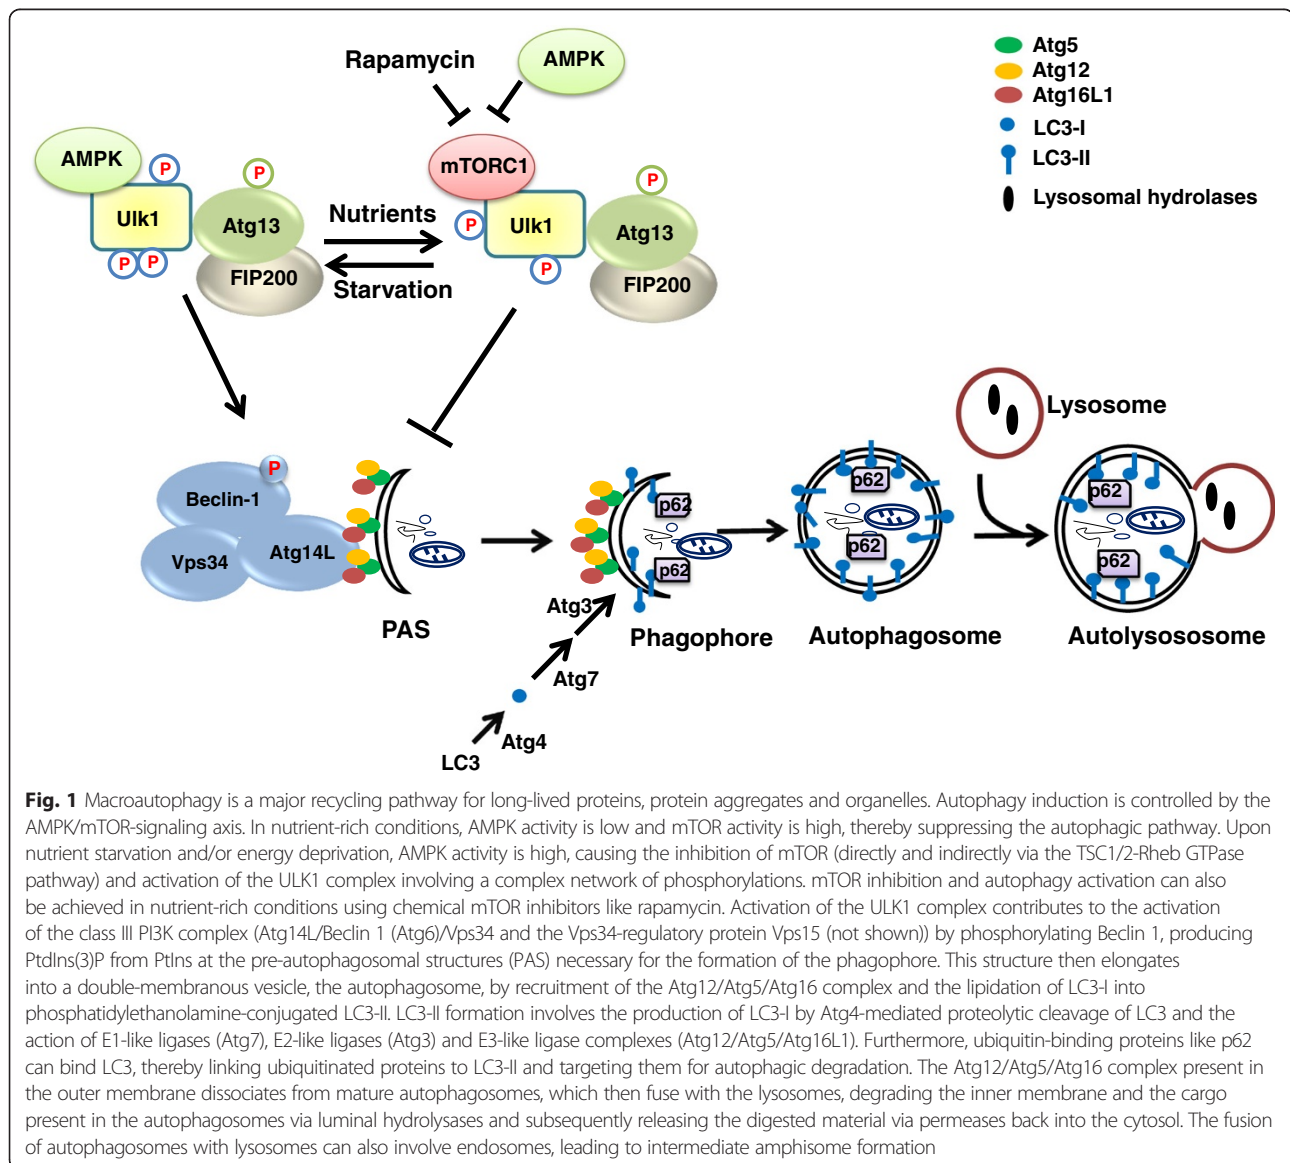 Rapamycin
AMPK
Atg5
Atg12
Atg16L1
LC3-I
LC3-II
Lysosomal hydrolases
AMPK
P
Ulk1
P
P
P
Atg13
FIP200
Nutrients
Starvation
mTORC1
P
Ulk1
P
P
Atg13
FIP200
P
Beclin-1
Vps34
Atg14L
PAS
p62
p62
Phagophore
Atg3
Atg7
Atg4
LC3
p62
p62
Autophagosome
Lysosome
p62
p62
Autolysososome
Fig. 1 Macroautophagy is a major recycling pathway for long-lived proteins, protein aggregates and organelles. Autophagy induction is controlled by the
AMPK/mTOR-signaling axis. In nutrient-rich conditions, AMPK activity is low and mTOR activity is high, thereby suppressing the autophagic pathway. Upon
nutrient starvation and/or energy deprivation, AMPK activity is high, causing the inhibition of mTOR (directly and indirectly via the TSC1/2-Rheb GTPase
pathway) and activation of the ULK1 complex involving a complex network of phosphorylations. mTOR inhibition and autophagy activation can also
be achieved in nutrient-rich conditions using chemical mTOR inhibitors like rapamycin. Activation of the ULK1 complex contributes to the activation
of the class III PI3K complex (Atg14L/Beclin 1 (Atg6)/Vps34 and the Vps34-regulatory protein Vps15 (not shown)) by phosphorylating Beclin 1, producing
PtdIns(3)P from PtIns at the pre-autophagosomal structures (PAS) necessary for the formation of the phagophore. This structure then elongates
into a double-membranous vesicle, the autophagosome, by recruitment of the Atg12/Atg5/Atg16 complex and the lipidation of LC3-I into
phosphatidylethanolamine-conjugated LC3-II. LC3-II formation involves the production of LC3-I by Atg4-mediated proteolytic cleavage of LC3 and the
action of E1-like ligases (Atg7), E2-like ligases (Atg3) and E3-like ligase complexes (Atg12/Atg5/Atg16L1). Furthermore, ubiquitin-binding proteins like p62
can bind LC3, thereby linking ubiquitinated proteins to LC3-II and targeting them for autophagic degradation. The Atg12/Atg5/Atg16 complex present in
the outer membrane dissociates from mature autophagosomes, which then fuse with the lysosomes, degrading the inner membrane and the cargo
present in the autophagosomes via luminal hydrolysases and subsequently releasing the digested material via permeases back into the cytosol. The fusion
of autophagosomes with lysosomes can also involve endosomes, leading to intermediate amphisome formation